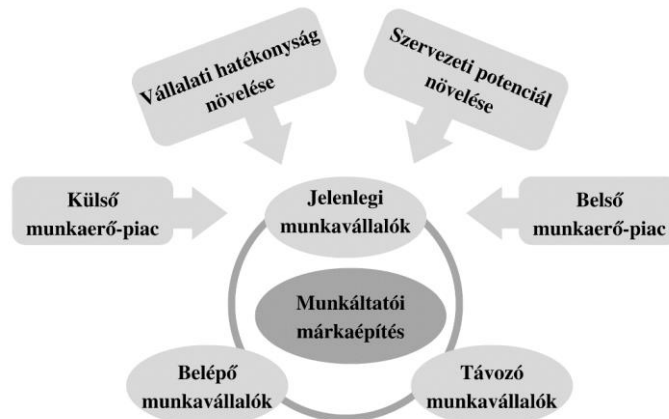 Vállalati hatékonyság
növelése
Szervezeti potenciál
növelése
Külső
munkaerő-piac
Jelenlegi
munkavállalók
Belső
munkaerő-piac
Munkáltatói
márkaépítés
Belépő
munkavállalók
Távozó
munkavállalók